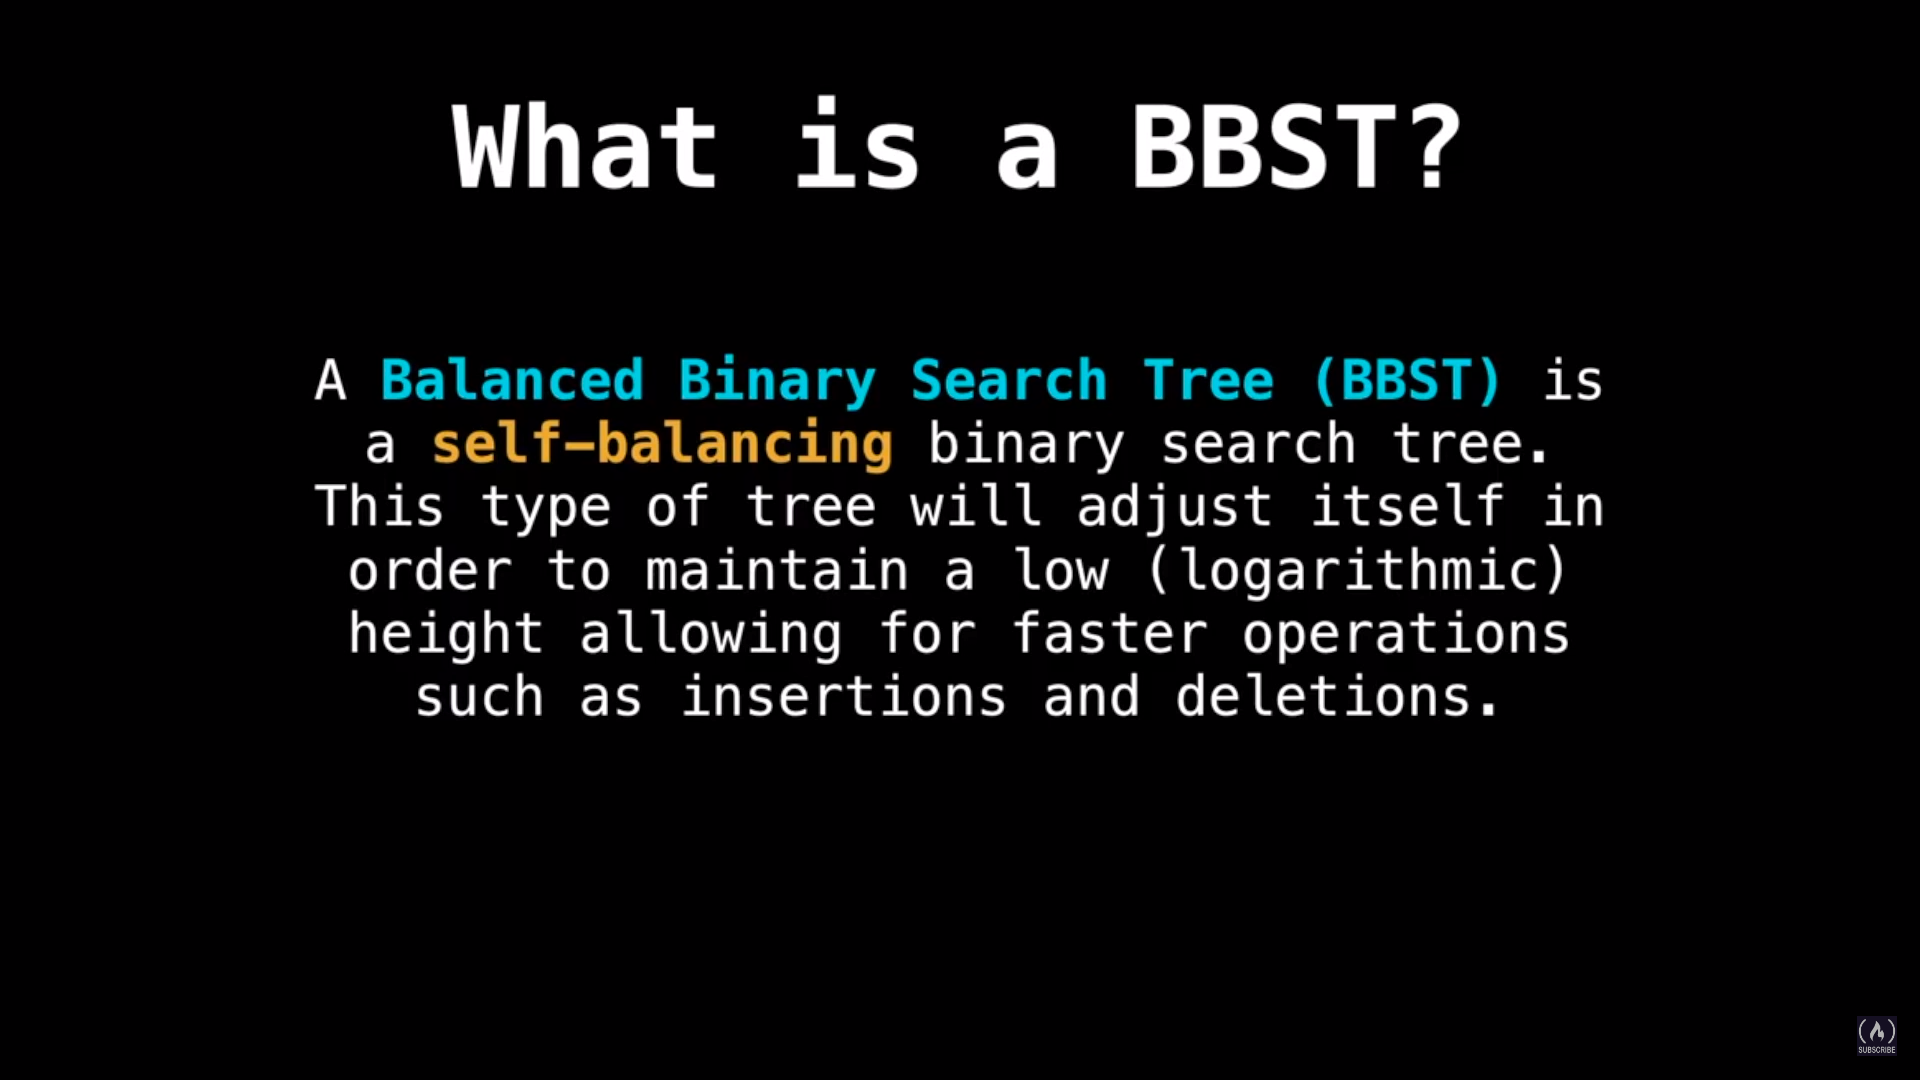 What is a BBST?
A Balanced Binary Search Tree (BBST) is
a self-balancing binary search tree.
This type of tree will adjust itself in
order to maintain a low (logarithmic)
height allowing for faster operations
such as insertions and deletions.
SUBSCRIBE